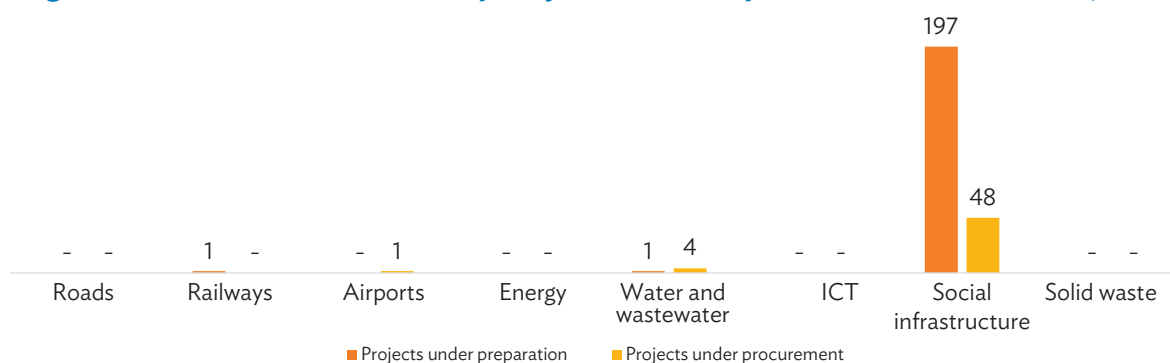 197
48
- - 1 - - 1 - - 1 4 - - - -
Roads Railways Airports Energy Water and wastewater ICT Social infrastructure Solid waste
Projects under preparation Projects under procurement